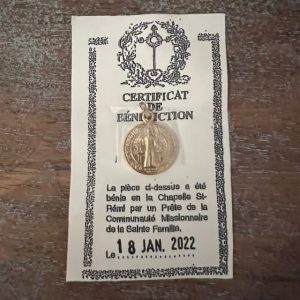 CERTIFICAT
DE
BÉNÉDICTION
La pièce ci-dessus a été
bénie en la Chapelle St-
Rémi par un Prête de la
Communauté Missionnaire
de la Sainte Famille.
Le 18 JAN. 2022